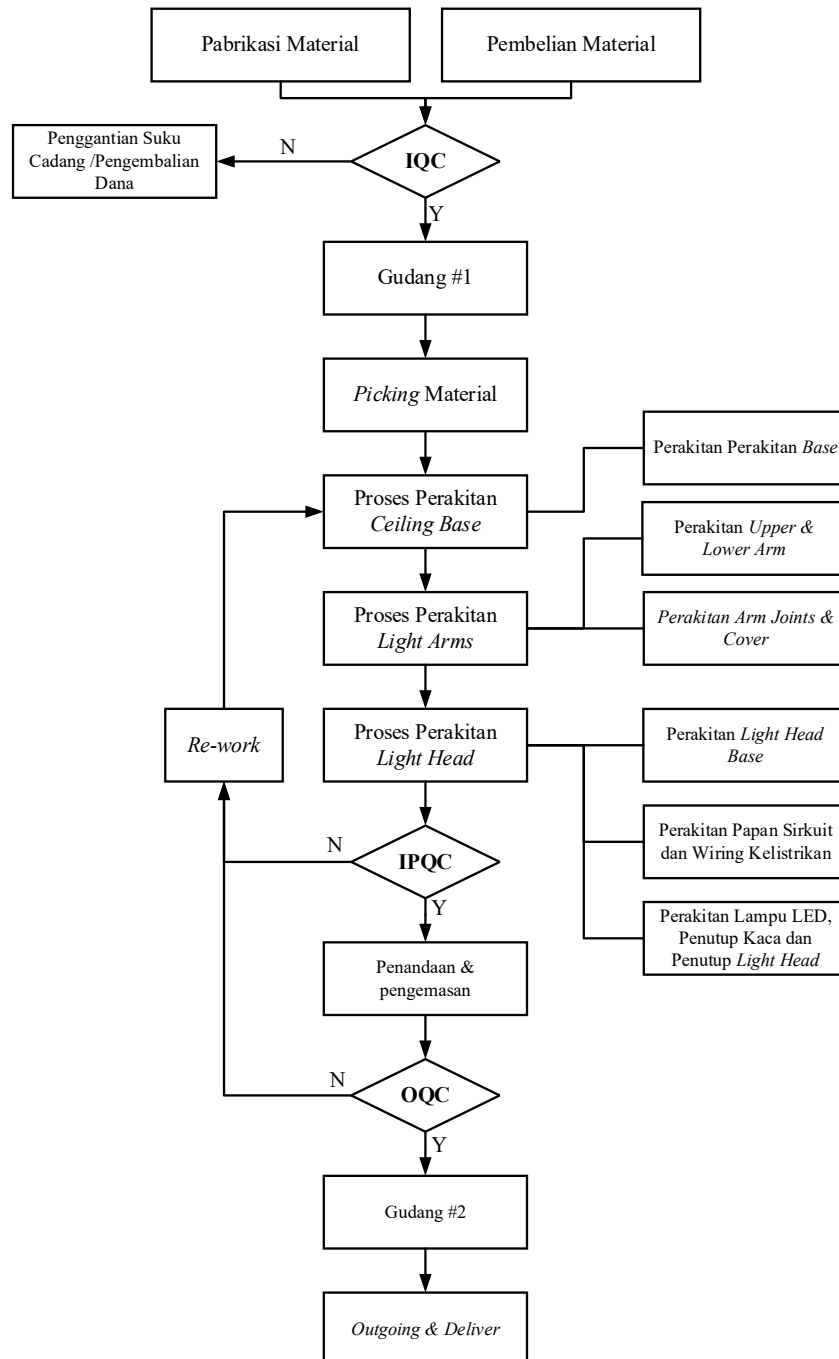 Pabrikasi Material
Pembelian Material
Penggantian Suku
Cadang /Pengembalian
Dana
N
IQC
Y
Gudang #1
Picking Material
Proses Perakitan
Ceiling Base
Perakitan Perakitan Base
Perakitan Upper &
Lower Arm
Proses Perakitan
Light Arms
Perakitan Arm Joints &
Cover
Re-work
Proses Perakitan
Light Head
Perakitan Light Head
Base
N
IPQC
Y
Perakitan Papan Sirkuit
dan Wiring Kelistrikan
Perakitan Lampu LED,
Penutup Kaca dan
Penutup Light Head
Penandaan &
pengemasan
N
OQC
Y
Gudang #2
Outgoing & Deliver